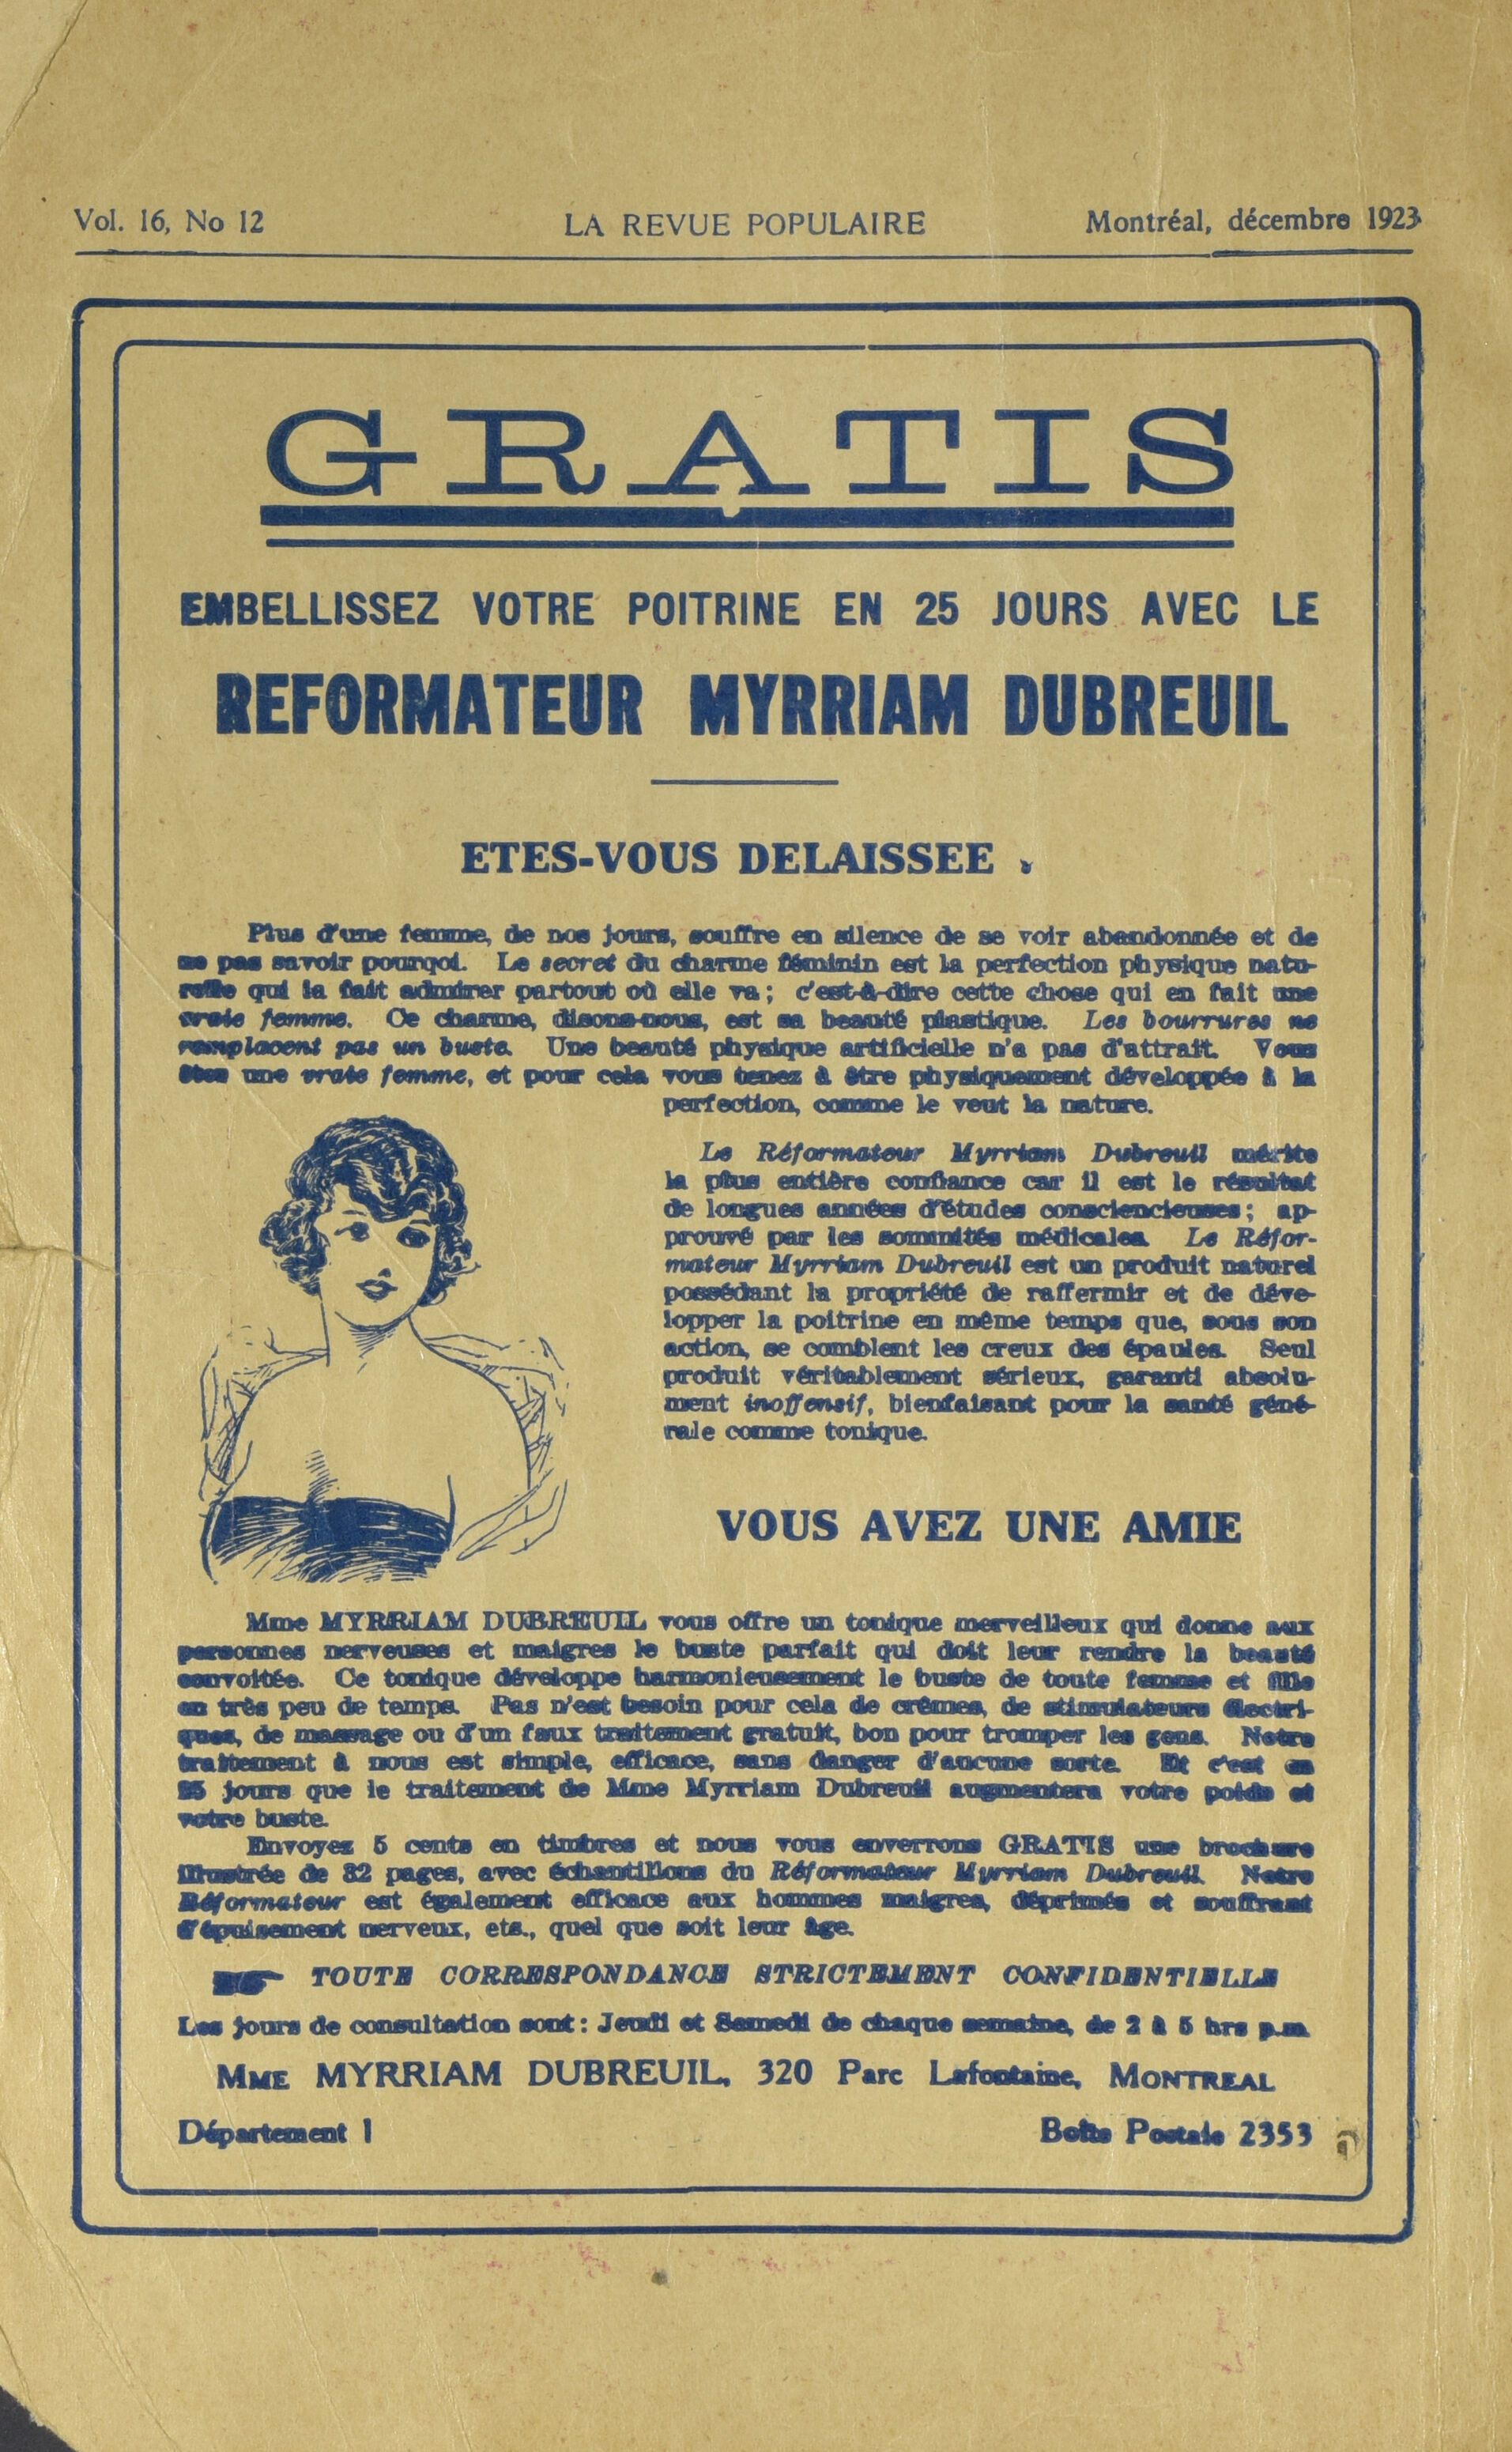 Vol. 16, No 12 LA REVUE POPULAIRE Montréal, décembre 1923
GRATIS
EMBELLISSEZ VOTRE POITRINE EN 25 JOURS AVEC LE
REFORMATEUR MYRRIAM DUBREUIL
ETES-VOUS DELAISSEE ?
Plus d'une femme, de nos jours, souffre en silence de se voir abandonnée et de
ne pas savoir pourqoi. Le secret du charme féminin est la perfection physique natu-
relle qui la fait admirer partout où elle va; c'est-à-dire cette chose qui en fait une
vraie femme. Ce charme, disons-nous, est sa beauté plastique. Les bourrures ne
remplacent pas un buste. Une beauté physique artificielle n'a pas d'attrait. Vous
êtes une vraie femme, et pour cela vous tenez à être physiquement développée à la
perfection, comme le veut la nature.
Le Réformateur Myrriam Dubreuil mérite
la plus entière confiance car il est le résultat
de longues années d'études consciencieuses; ap-
prouvé par les sommités médicales. Le Réfor-
mateur Myrriam Dubreuil est un produit naturel
possédant la propriété de raffermir et de déve-
lopper la poitrine en même temps que, sous son
action, se comblent les creux des épaules. Seul
produit véritablement sérieux, garanti absolu-
ment inoffensif, bienfaisant pour la santé géné-
rale comme tonique.
VOUS AVEZ UNE AMIE
Mme MYRRIAM DUBREUIL vous offre un tonique merveilleux qui donne aux
personnes nerveuses et maigres le buste parfait qui doit leur rendre la beauté
convoitée. Ce tonique développe harmonieusement le buste de toute femme et fille
en très peu de temps. Pas n'est besoin pour cela de crêmes, de stimulateurs électri-
ques, de massage ou d'un faux traitement gratuit, bon pour tromper les gens. Notre
traitement à nous est simple, efficace, sans danger d'aucune sorte. Et c'est en
25 jours que le traitement de Mme Myrriam Dubreuil augmentera votre poids et
votre buste.
Envoyez 5 cents en timbres et nous vous enverrons GRATIS une brochure
illustrée de 32 pages, avec échantillons du Réformateur Myrriam Dubreuil. Notre
Réformateur est également efficace aux hommes maigres, déprimés et souffrant
d'épuisement nerveux, ets., quel que soit leur âge.
TOUTE CORRESPONDANCE STRICTEMENT CONFIDENTIELLE
Les jours de consultation sont: Jeudi et Samedi de chaque semaine, de 2 à 5 hrs p.m.
MME MYRRIAM DUBREUIL, 320 Parc Lafontaine, MONTREAL
Département 1 Boîte Postale 2353